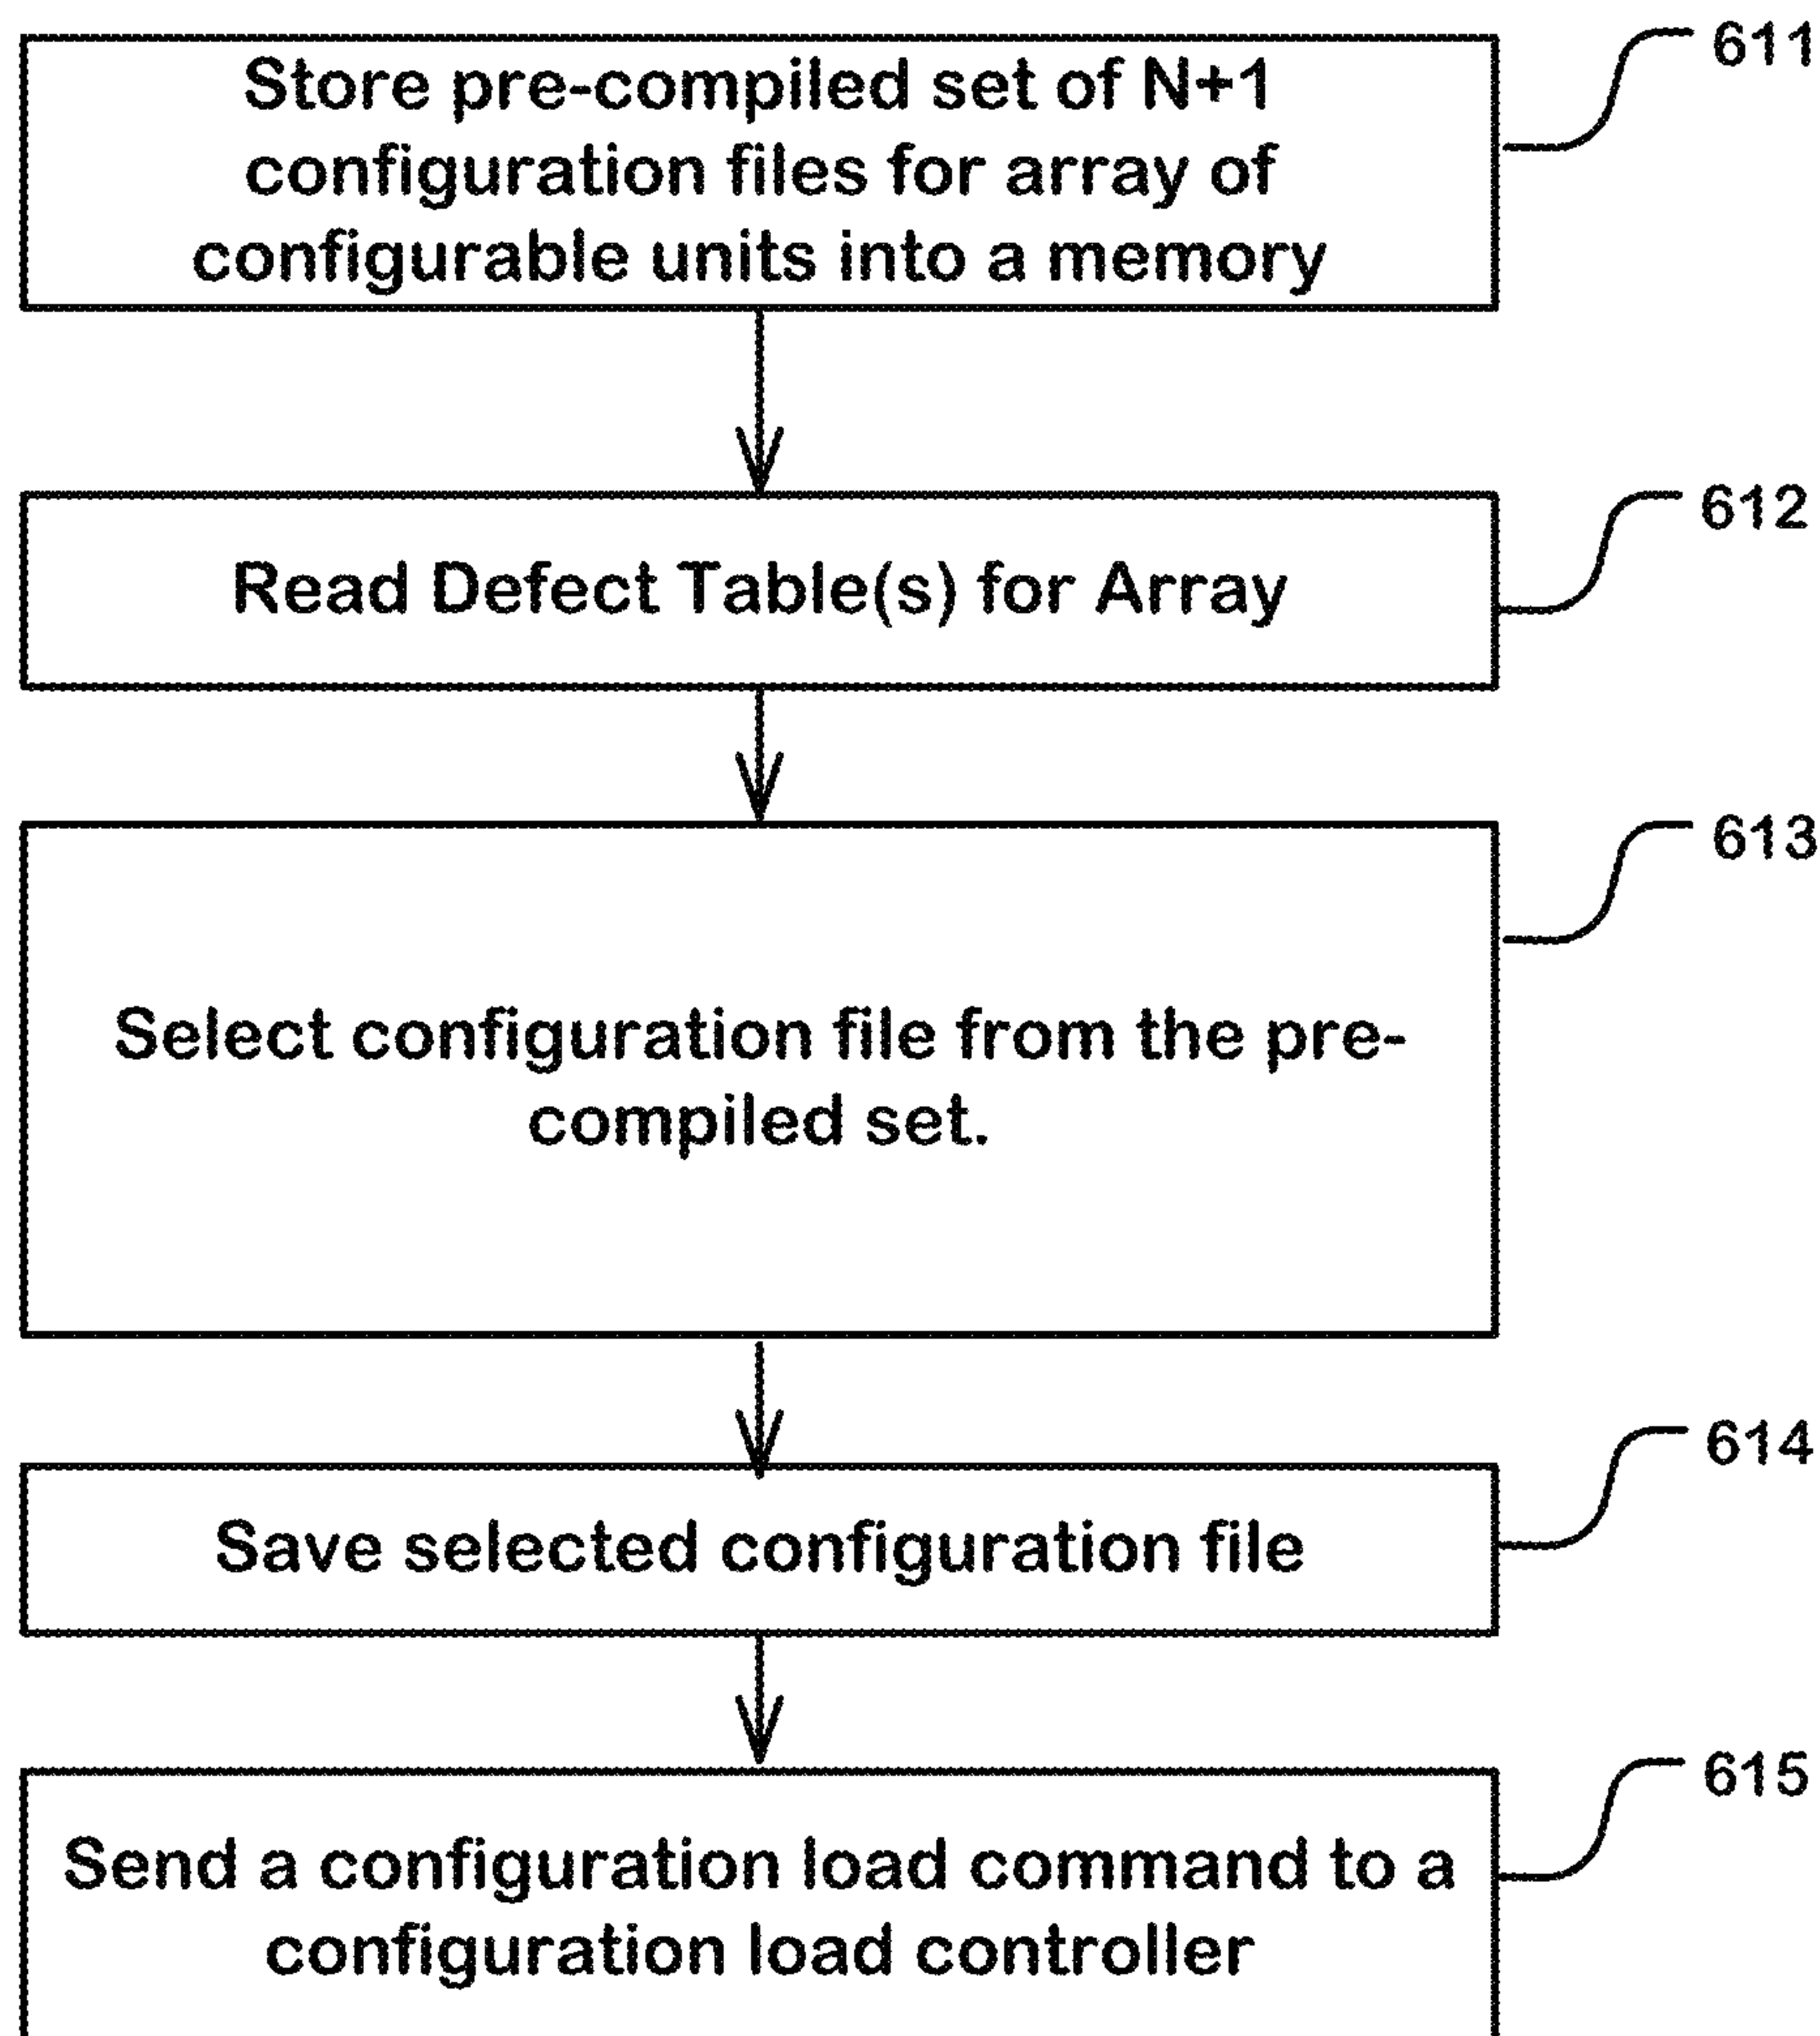 Store pre-compiled set of N+1
configuration files for array of
configurable units into a memory
611
Read Defect Table(s) for Array
612
Select configuration file from the pre-
compiled set.
613
Save selected configuration file
614
Send a configuration load command to a
configuration load controller
615